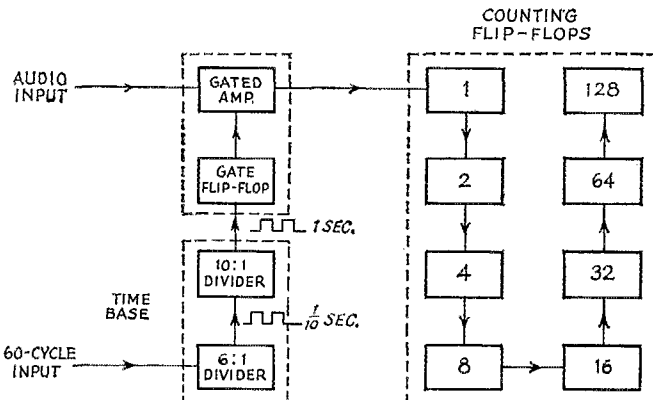 COUNTING
FLIP-FLOPS
AUDIO
INPUT
GATED
AMP.
GATE
FLIP-FLOP
1 SEC.
10:1
DIVIDER
TIME
BASE
1/10 SEC.
60-CYCLE
INPUT
6:1
DIVIDER
1
2
4
8
16
32
64
128